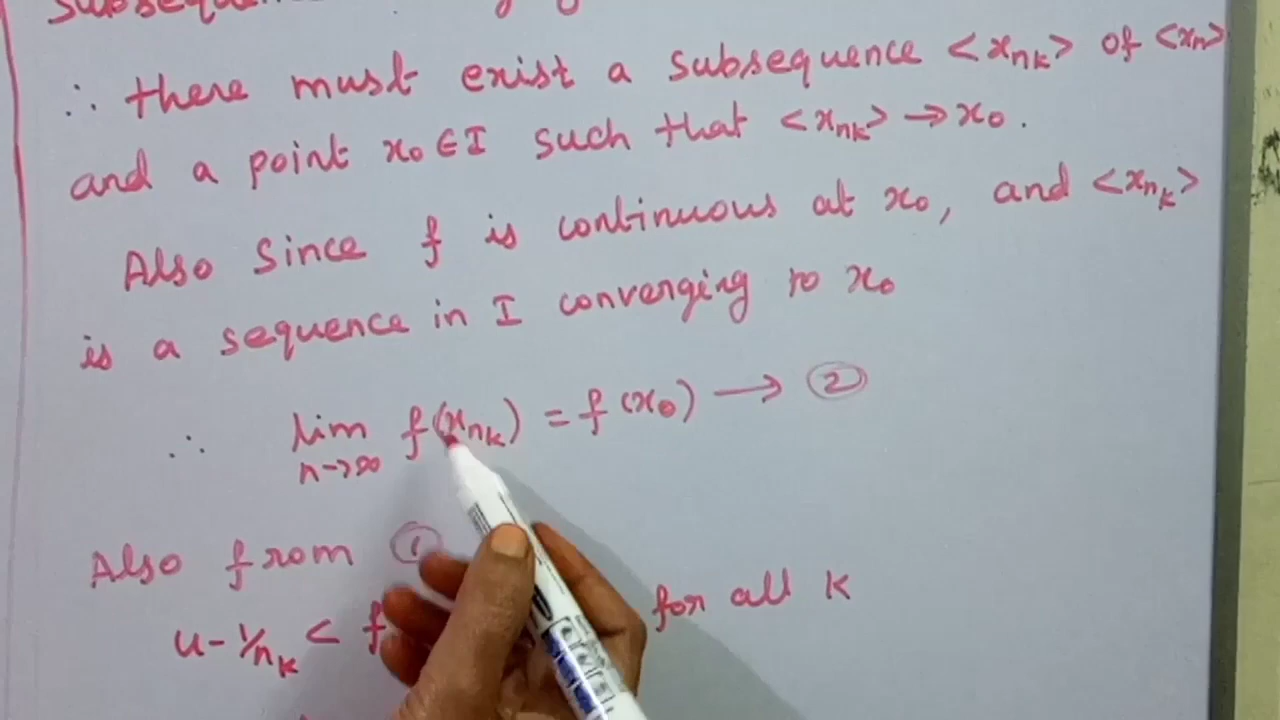 ∴ there must exist a subsequence <xₙₖ> of <xₙ>
and a point x₀ ∈ I such that <xₙₖ> → x₀.
Also since f is continuous at x₀, and <xₙₖ>
is a sequence in I converging to x₀
∴ lim f(xₙₖ) = f(x₀) → ②
n→∞
Also from ①
u - 1/nₖ < f for all k